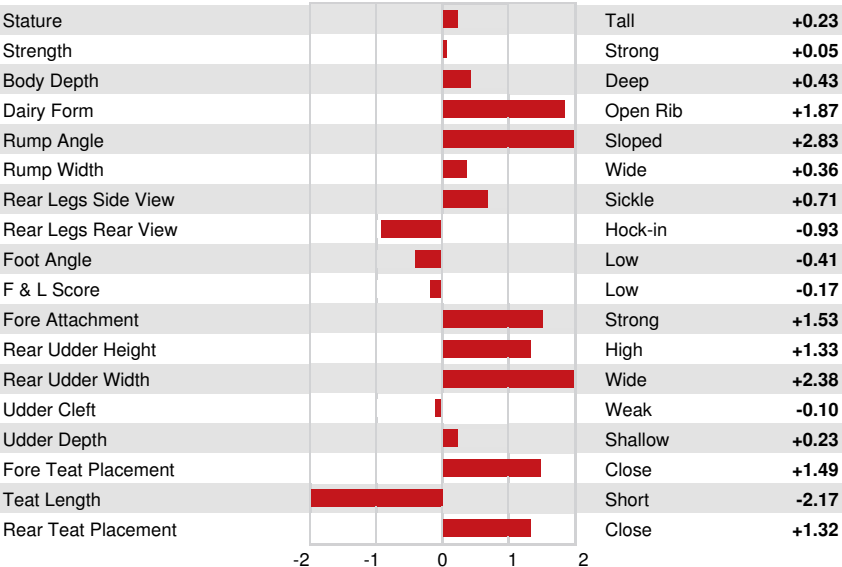 Stature Tall +0.23
Strength Strong +0.05
Body Depth Deep +0.43
Dairy Form Open Rib +1.87
Rump Angle Sloped +2.83
Rump Width Wide +0.36
Rear Legs Side View Sickle +0.71
Rear Legs Rear View Hock-in -0.93
Foot Angle Low -0.41
F & L Score Low -0.17
Fore Attachment Strong +1.53
Rear Udder Height High +1.33
Rear Udder Width Wide +2.38
Udder Cleft Weak -0.10
Udder Depth Shallow +0.23
Fore Teat Placement Close +1.49
Teat Length Short -2.17
Rear Teat Placement Close +1.32
-2 -1 0 1 2